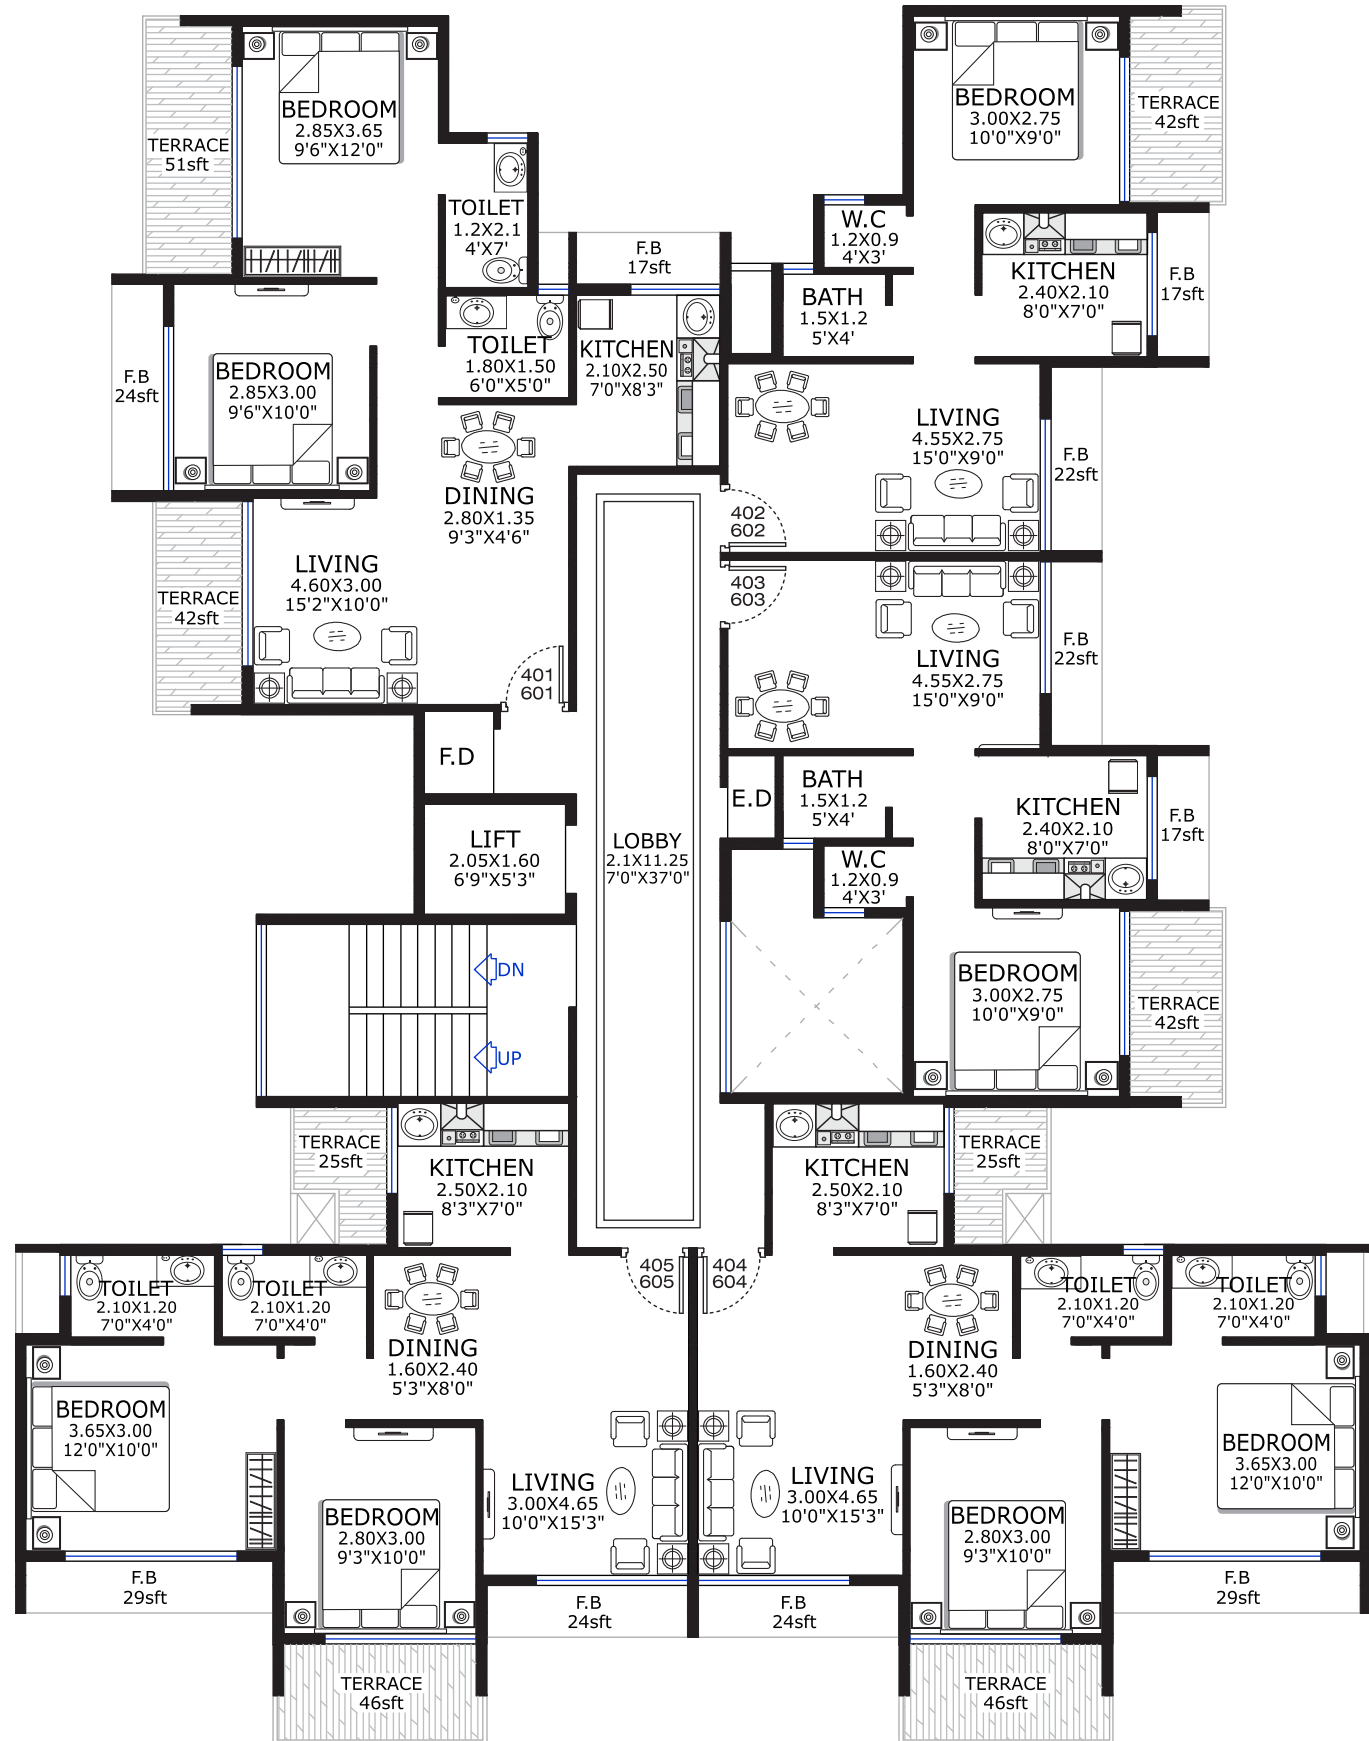 BEDROOM
2.85X3.65
9'6"X12'0"
TERRACE
51sft
TOILET
1.2X2.1
4'X7'
F.B
17sft
BEDROOM
3.00X2.75
10'0"X9'0"
TERRACE
42sft
W.C
1.2X0.9
4'X3'
BATH
1.5X1.2
5'X4'
KITCHEN
2.40X2.10
8'0"X7'0"
F.B
17sft
F.B
24sft
BEDROOM
2.85X3.00
9'6"X10'0"
TOILET
1.80X1.50
6'0"X5'0"
KITCHEN
2.10X2.50
7'0"X8'3"
DINING
2.80X1.35
9'3"X4'6"
LIVING
4.55X2.75
15'0"X9'0"
F.B
22sft
402
602
TERRACE
42sft
LIVING
4.60X3.00
15'2"X10'0"
401
601
403
603
LIVING
4.55X2.75
15'0"X9'0"
F.B
22sft
F.D
LIFT
2.05X1.60
6'9"X5'3"
LOBBY
2.1X11.25
7'0"X37'0"
E.D
BATH
1.5X1.2
5'X4'
W.C
1.2X0.9
4'X3'
KITCHEN
2.40X2.10
8'0"X7'0"
F.B
17sft
DN
UP
BEDROOM
3.00X2.75
10'0"X9'0"
TERRACE
42sft
TERRACE
25sft
KITCHEN
2.50X2.10
8'3"X7'0"
KITCHEN
2.50X2.10
8'3"X7'0"
TERRACE
25sft
405
605
404
604
TOILET
2.10X1.20
7'0"X4'0"
TOILET
2.10X1.20
7'0"X4'0"
DINING
1.60X2.40
5'3"X8'0"
DINING
1.60X2.40
5'3"X8'0"
TOILET
2.10X1.20
7'0"X4'0"
TOILET
2.10X1.20
7'0"X4'0"
BEDROOM
3.65X3.00
12'0"X10'0"
BEDROOM
2.80X3.00
9'3"X10'0"
LIVING
3.00X4.65
10'0"X15'3"
LIVING
3.00X4.65
10'0"X15'3"
BEDROOM
2.80X3.00
9'3"X10'0"
BEDROOM
3.65X3.00
12'0"X10'0"
F.B
29sft
F.B
24sft
F.B
24sft
F.B
29sft
TERRACE
46sft
TERRACE
46sft